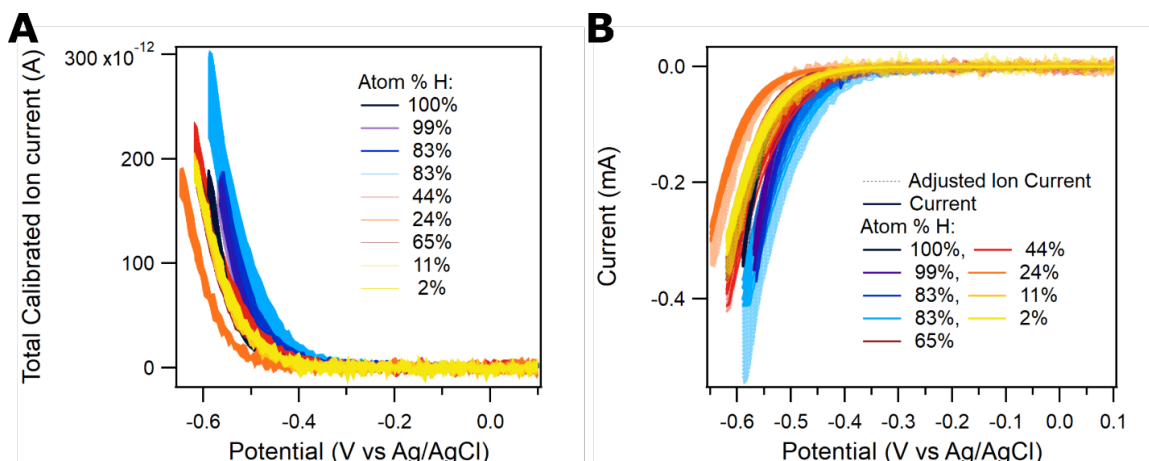 A
Total Calibrated Ion current (A)
300 x10-12
200
100
0
Atom % H:
100%
99%
83%
83%
44%
24%
65%
11%
2%
-0.6
-0.4
-0.2
0.0
Potential (V vs Ag/AgCl)
B
Current (mA)
0.0
-0.2
-0.4
Adjusted Ion Current
Current
Atom % H:
100%, 44%
99%, 24%
83%, 11%
83%, 2%
65%
-0.6 -0.5 -0.4 -0.3 -0.2 -0.1 0.0 0.1
Potential (V vs Ag/AgCl)